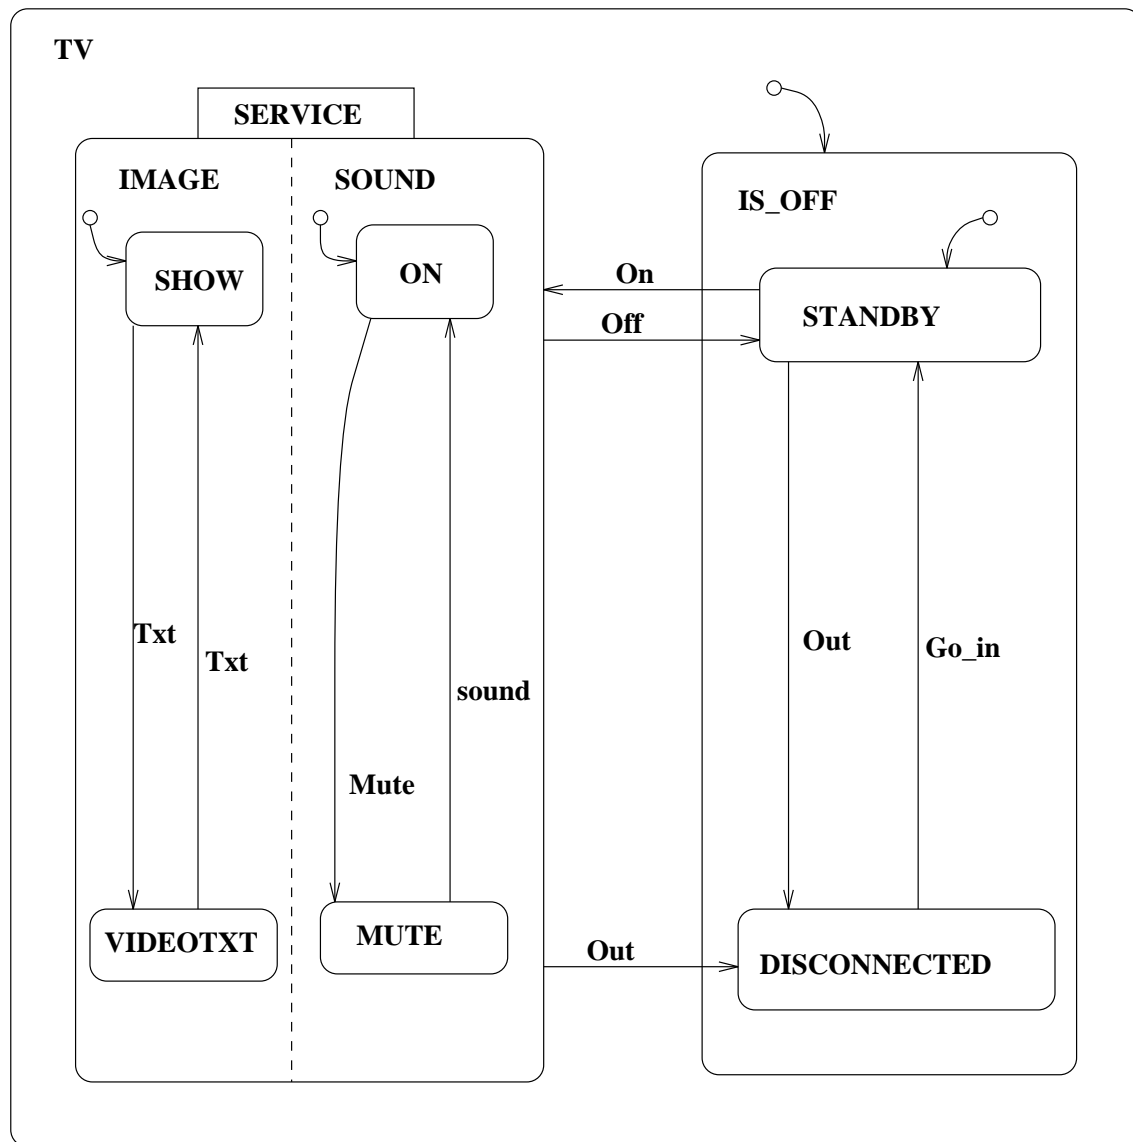 TV
SERVICE
IMAGE
SOUND
IS_OFF
SHOW
ON
On
STANDBY
Off
Txt
Txt
Out
Go_in
sound
Mute
VIDEOTXT
MUTE
Out
DISCONNECTED